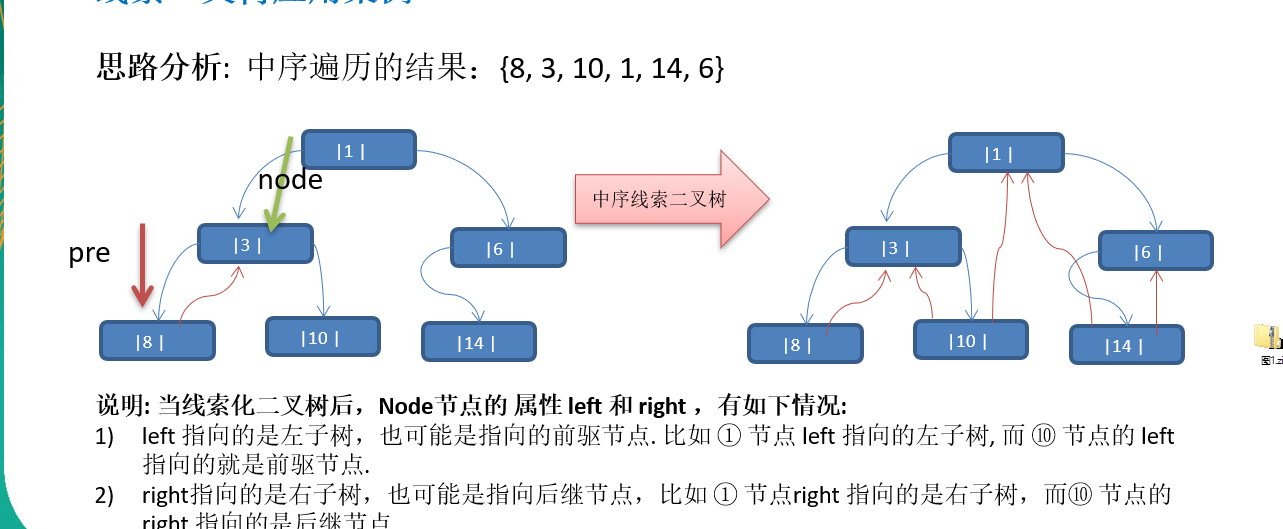 思路分析: 中序遍历的结果：{8, 3, 10, 1, 14, 6}
|1 |
|1 |
node
中序线索二叉树
pre
|3 |
|6 |
|3 |
|6 |
|8 |
|10 |
|14 |
|8 |
|10 |
|14 |
图1.zi
说明: 当线索化二叉树后，Node节点的 属性 left 和 right ，有如下情况:
1) left 指向的是左子树，也可能是指向的前驱节点. 比如 ① 节点 left 指向的左子树, 而 ⑩ 节点的 left
指向的就是前驱节点.
2) right指向的是右子树，也可能是指向后继节点，比如 ① 节点right 指向的是右子树，而⑩ 节点的
right 指向的是后继节点